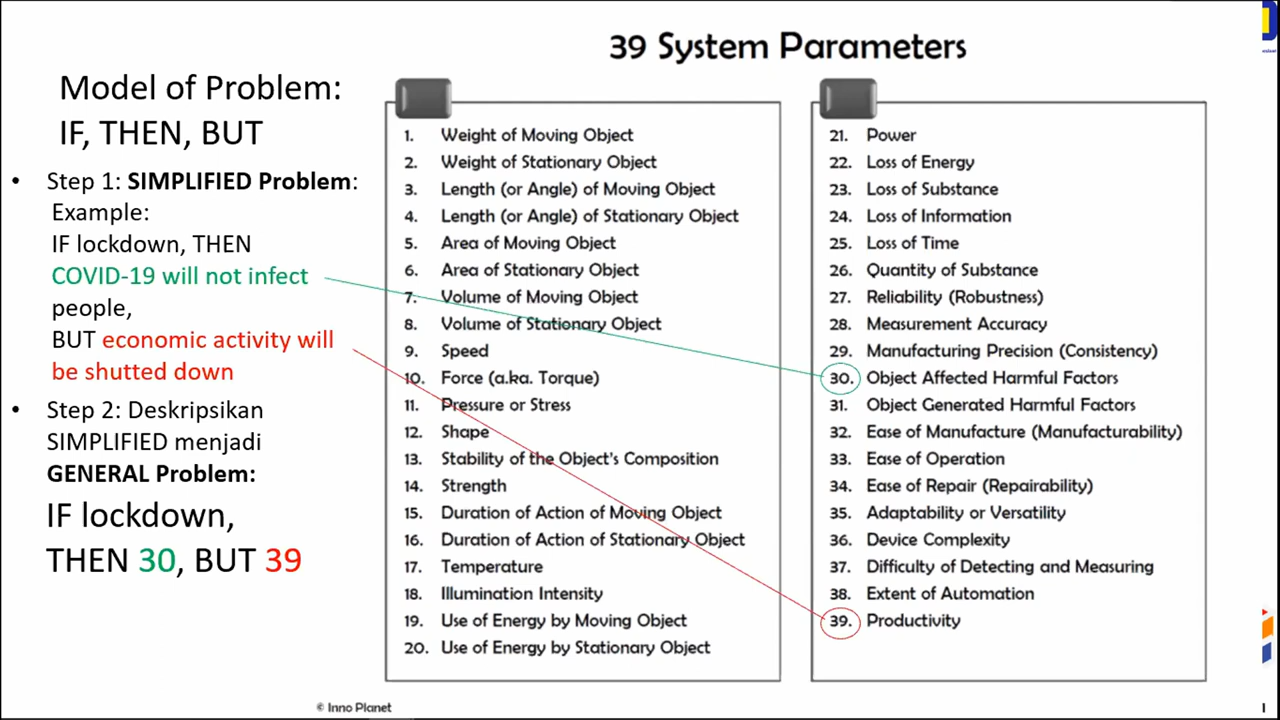 39 System Parameters
Model of Problem:
IF, THEN, BUT
• Step 1: SIMPLIFIED Problem:
Example:
IF lockdown, THEN
COVID-19 will not infect
people,
BUT economic activity will
be shutted down
• Step 2: Deskripsikan
SIMPLIFIED menjadi
GENERAL Problem:
IF lockdown,
THEN 30, BUT 39
1. Weight of Moving Object
2. Weight of Stationary Object
3. Length (or Angle) of Moving Object
4. Length (or Angle) of Stationary Object
5. Area of Moving Object
6. Area of Stationary Object
7. Volume of Moving Object
8. Volume of Stationary Object
9. Speed
10. Force (a.ka. Torque)
11. Pressure or Stress
12. Shape
13. Stability of the Object's Composition
14. Strength
15. Duration of Action of Moving Object
16. Duration of Action of Stationary Object
17. Temperature
18. Illumination Intensity
19. Use of Energy by Moving Object
20. Use of Energy by Stationary Object
21. Power
22. Loss of Energy
23. Loss of Substance
24. Loss of Information
25. Loss of Time
26. Quantity of Substance
27. Reliability (Robustness)
28. Measurement Accuracy
29. Manufacturing Precision (Consistency)
30. Object Affected Harmful Factors
31. Object Generated Harmful Factors
32. Ease of Manufacture (Manufacturability)
33. Ease of Operation
34. Ease of Repair (Repairability)
35. Adaptability or Versatility
36. Device Complexity
37. Difficulty of Detecting and Measuring
38. Extent of Automation
39. Productivity
© Inno Planet